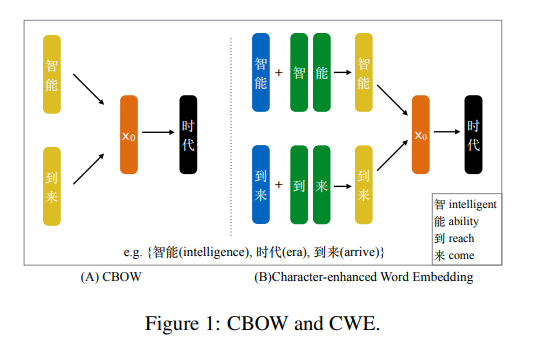 智能
到来
x₀
时代
智能
+
智
能
智能
到来
+
到
来
到来
x₀
时代
智 intelligent
能 ability
到 reach
来 come
e.g. {智能(intelligence), 时代(era), 到来(arrive)}
(A) CBOW
(B)Character-enhanced Word Embedding
Figure 1: CBOW and CWE.